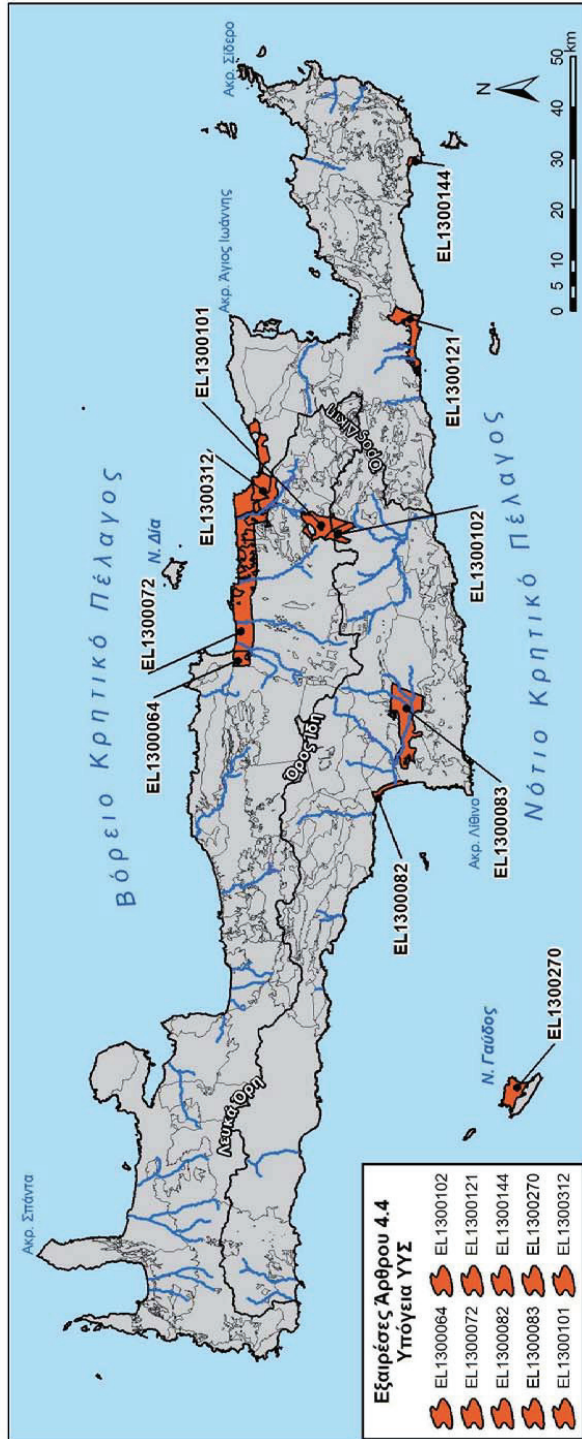 Ακρ. Σπάντα
Βόρειο Κρητικό Πέλαγος
Ν. Δία
Ακρ. Άγιος Ιωάννης
Ακρ. Σίδερο
EL1300064
EL1300072
EL1300312
EL1300101
Λευκά Όρη
Όρος Ίδη
Όρος Δίκτη
EL1300082
EL1300083
EL1300102
EL1300121
EL1300144
Ακρ. Λίθινο
Ν. Γαύδος
EL1300270
Νότιο Κρητικό Πέλαγος
Εξαιρέσες Άρθρου 4.4
Υπόγεια ΥΥΣ
EL1300064 EL1300102
EL1300072 EL1300121
EL1300082 EL1300144
EL1300083 EL1300270
EL1300101 EL1300312
N
0 5 10 20 30 40 50
km